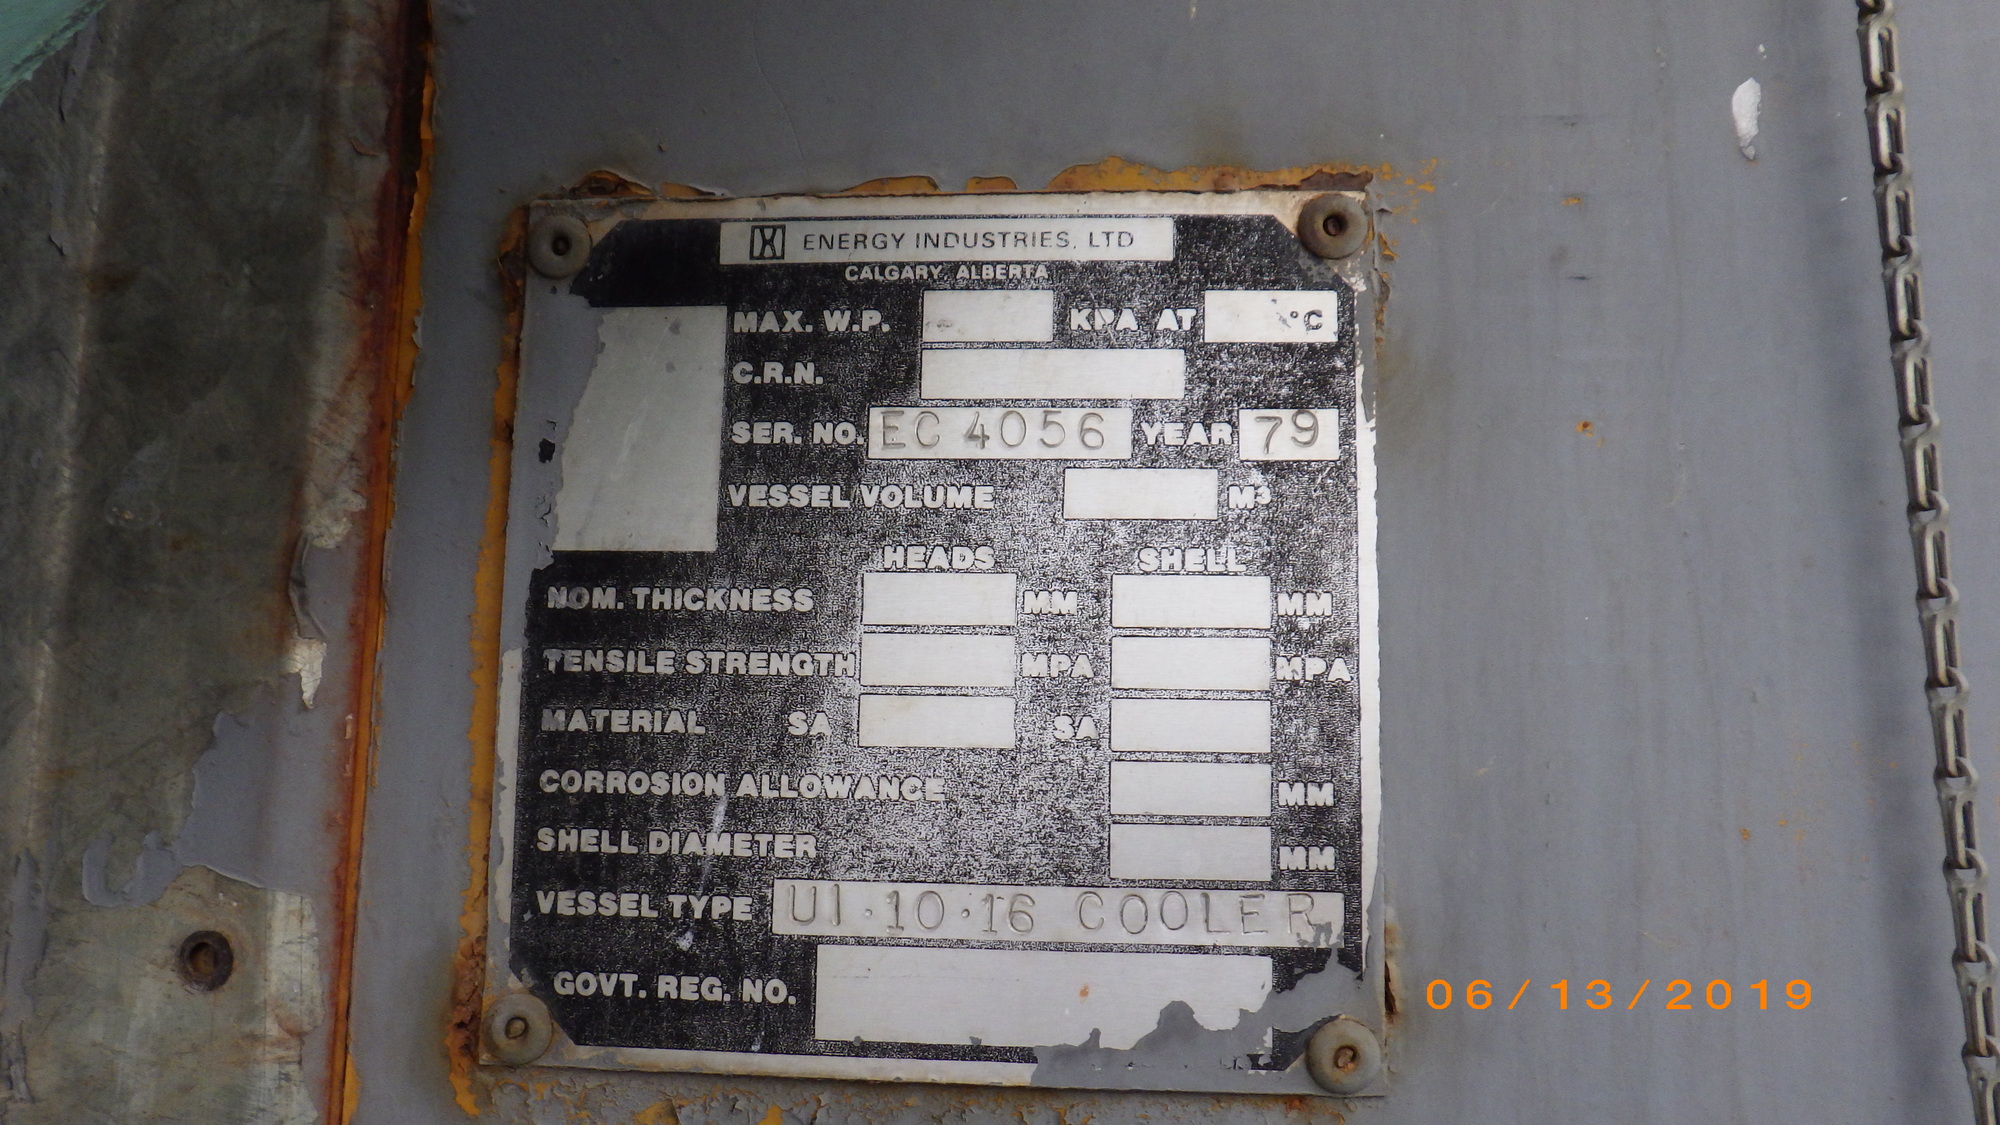 ENERGY INDUSTRIES, LTD
CALGARY, ALBERTA
MAX. W.P. KPA AT °C
C.R.N.
SER. NO. EC 4056 YEAR 79
VESSEL VOLUME M³
HEADS SHELL
NOM. THICKNESS MM MM
TENSILE STRENGTH MPA MPA
MATERIAL SA SA
CORROSION ALLOWANCE MM
SHELL DIAMETER MM
VESSEL TYPE U1·10·16 COOLER
GOVT. REG. NO.
06/13/2019